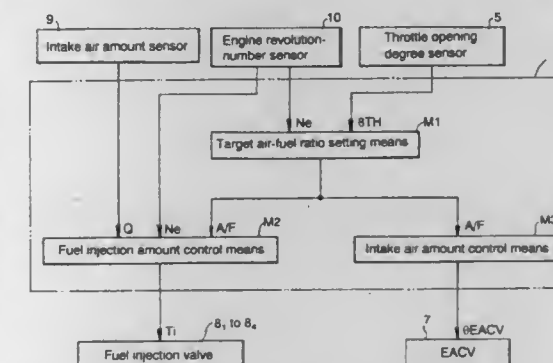 9
Intake air amount sensor
10
Engine revolution-
number sensor
5
Throttle opening
degree sensor
Ne
θTH
M1
Target air-fuel ratio setting means
Q
Ne
A/F
M2
Fuel injection amount control means
A/F
Intake air amount control means
Ti
8₁ to 8₄
Fuel injection valve
7
θEACV
EACV